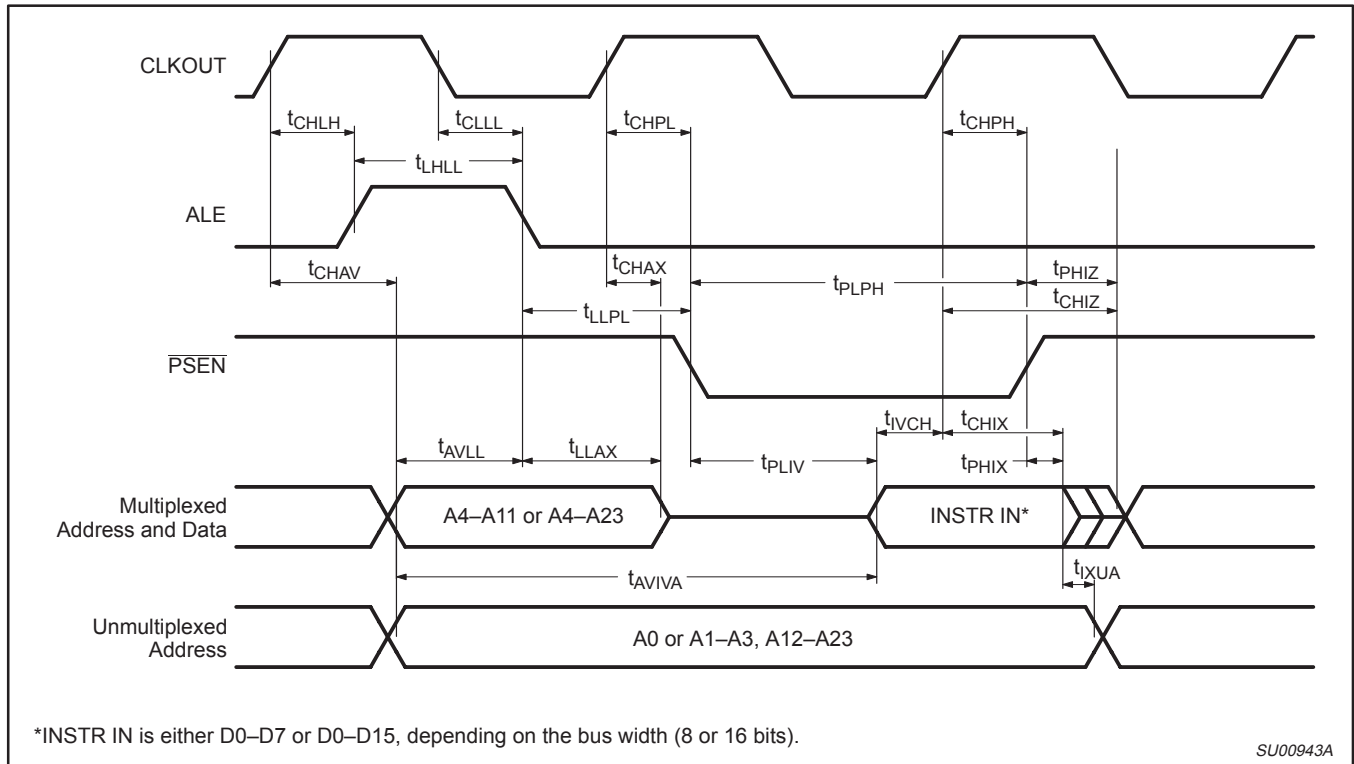 CLKOUT
tCHLH
tCLLL
tCHPL
tCHPH
tLHLL
ALE
tCHAV
tCHAX
tPLPH
tPHIZ
tCHIZ
tLLPL
PSEN
tIVCH
tCHIX
tAVLL
tLLAX
tPLIV
tPHIX
Multiplexed
Address and Data
A4–A11 or A4–A23
INSTR IN*
tAVIVA
tIXUA
Unmultiplexed
Address
A0 or A1–A3, A12–A23
*INSTR IN is either D0–D7 or D0–D15, depending on the bus width (8 or 16 bits).
SU00943A